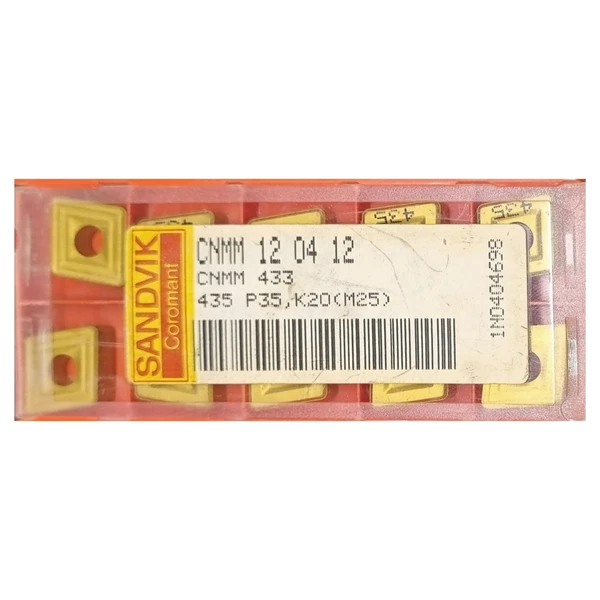 SANDVIK
Coromant
CNMM 12 04 12
CNMM 433
435 P35,K20(M25)
1N0404698
435
435